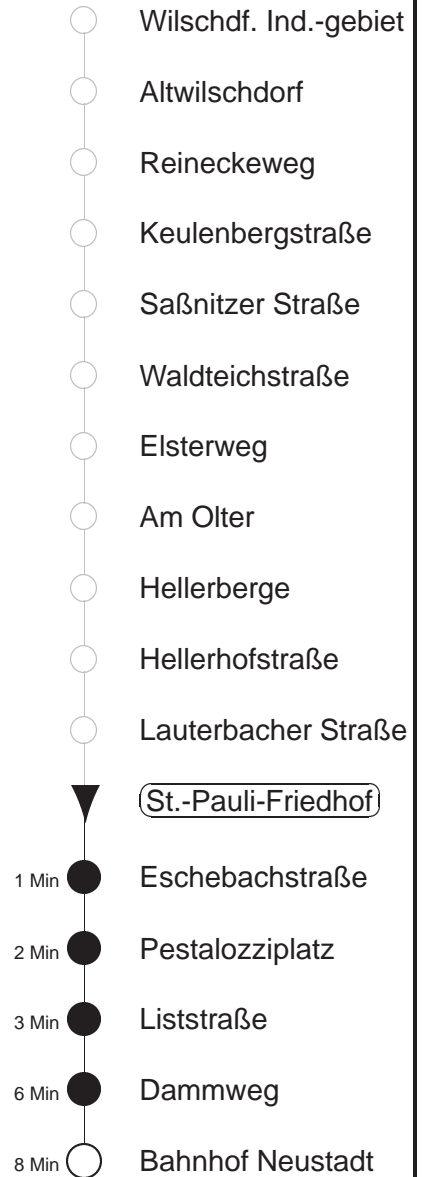 Wilschdf. Ind.-gebiet
Altwilschdorf
Reineckeweg
Keulenbergstraße
Saßnitzer Straße
Waldteichstraße
Elsterweg
Am Olter
Hellerberge
Hellerhofstraße
Lauterbacher Straße
St.-Pauli-Friedhof
1 Min Eschebachstraße
2 Min Pestalozziplatz
3 Min Liststraße
6 Min Dammweg
8 Min Bahnhof Neustadt